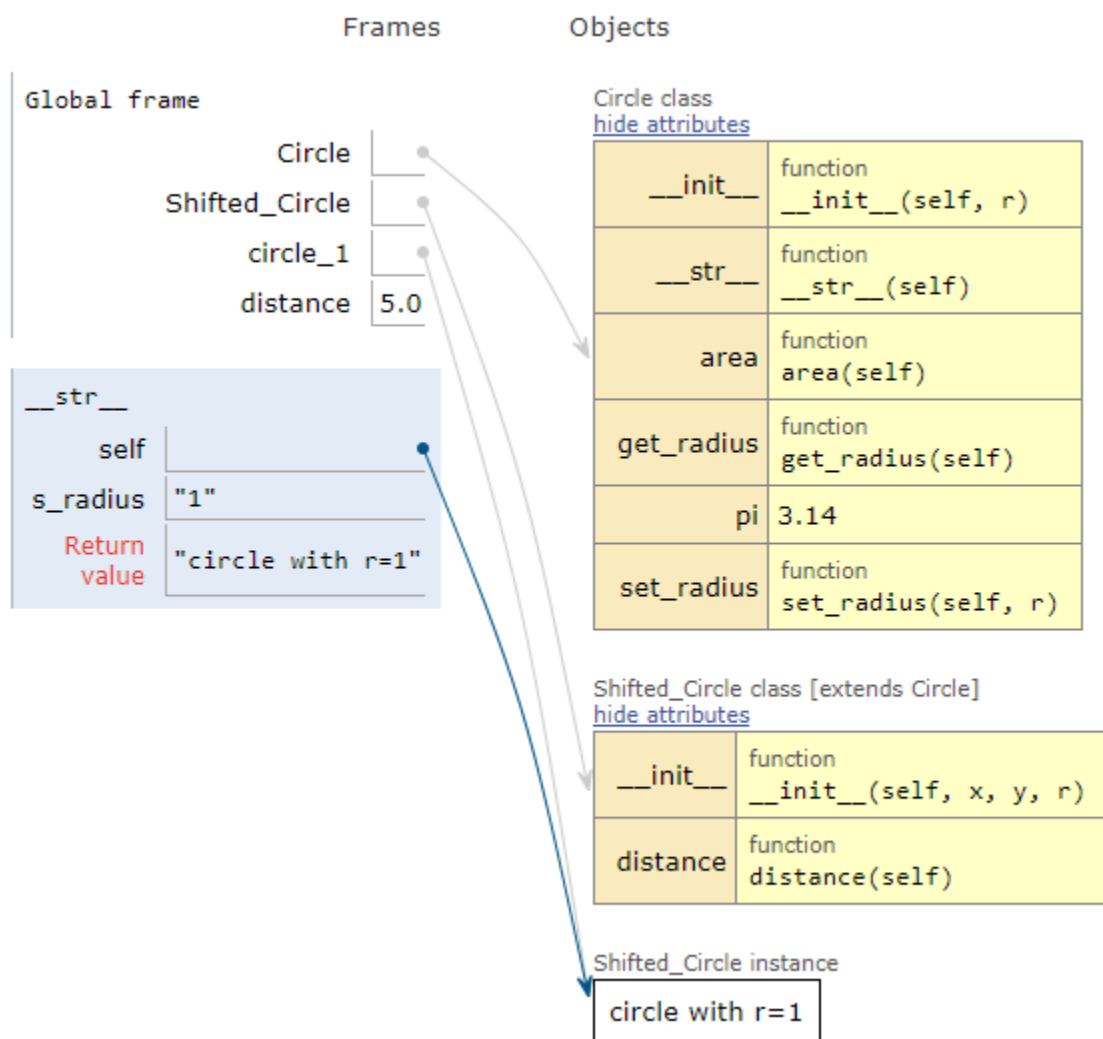 Frames Objects
Global frame
Circle
Shifted_Circle
circle_1
distance 5.0
__str__
self
s_radius "1"
Return
value "circle with r=1"
Circle class
hide attributes
__init__ function
__init__(self, r)
__str__ function
__str__(self)
area function
area(self)
get_radius function
get_radius(self)
pi 3.14
set_radius function
set_radius(self, r)
Shifted_Circle class [extends Circle]
hide attributes
__init__ function
__init__(self, x, y, r)
distance function
distance(self)
Shifted_Circle instance
circle with r=1